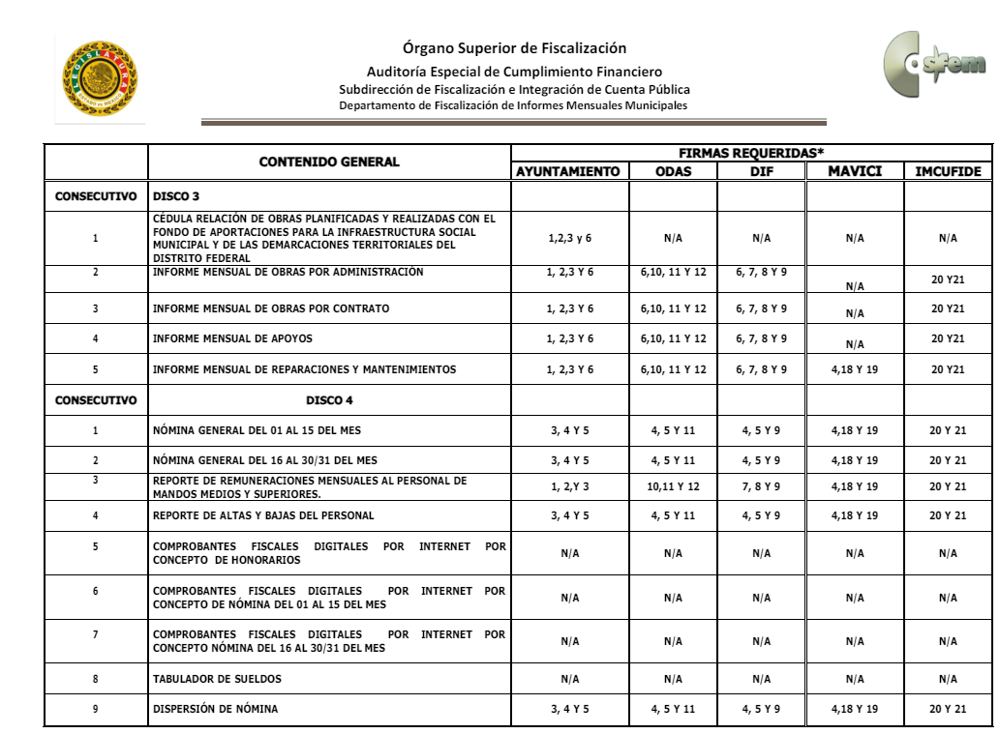 Órgano Superior de Fiscalización
Auditoría Especial de Cumplimiento Financiero
Subdirección de Fiscalización e Integración de Cuenta Pública
Departamento de Fiscalización de Informes Mensuales Municipales
LEGISLATURA
ESTADO DE MEXICO
osfem
CONTENIDO GENERAL FIRMAS REQUERIDAS*
AYUNTAMIENTO ODAS DIF MAVICI IMCUFIDE
CONSECUTIVO DISCO 3
1 CÉDULA RELACIÓN DE OBRAS PLANIFICADAS Y REALIZADAS CON EL
FONDO DE APORTACIONES PARA LA INFRAESTRUCTURA SOCIAL
MUNICIPAL Y DE LAS DEMARCACIONES TERRITORIALES DEL
DISTRITO FEDERAL 1,2,3 y 6 N/A N/A N/A N/A
2 INFORME MENSUAL DE OBRAS POR ADMINISTRACIÓN 1, 2,3 Y 6 6,10, 11 Y 12 6, 7, 8 Y 9 N/A 20 Y21
3 INFORME MENSUAL DE OBRAS POR CONTRATO 1, 2,3 Y 6 6,10, 11 Y 12 6, 7, 8 Y 9 N/A 20 Y21
4 INFORME MENSUAL DE APOYOS 1, 2,3 Y 6 6,10, 11 Y 12 6, 7, 8 Y 9 N/A 20 Y21
5 INFORME MENSUAL DE REPARACIONES Y MANTENIMIENTOS 1, 2,3 Y 6 6,10, 11 Y 12 6, 7, 8 Y 9 4,18 Y 19 20 Y21
CONSECUTIVO DISCO 4
1 NÓMINA GENERAL DEL 01 AL 15 DEL MES 3, 4 Y 5 4, 5 Y 11 4, 5 Y 9 4,18 Y 19 20 Y 21
2 NÓMINA GENERAL DEL 16 AL 30/31 DEL MES 3, 4 Y 5 4, 5 Y 11 4, 5 Y 9 4,18 Y 19 20 Y 21
3 REPORTE DE REMUNERACIONES MENSUALES AL PERSONAL DE
MANDOS MEDIOS Y SUPERIORES. 1, 2,Y 3 10,11 Y 12 7, 8 Y 9 4,18 Y 19 20 Y 21
4 REPORTE DE ALTAS Y BAJAS DEL PERSONAL 3, 4 Y 5 4, 5 Y 11 4, 5 Y 9 4,18 Y 19 20 Y 21
5 COMPROBANTES FISCALES DIGITALES POR INTERNET POR
CONCEPTO DE HONORARIOS N/A N/A N/A N/A N/A
6 COMPROBANTES FISCALES DIGITALES POR INTERNET POR
CONCEPTO DE NÓMINA DEL 01 AL 15 DEL MES N/A N/A N/A N/A N/A
7 COMPROBANTES FISCALES DIGITALES POR INTERNET POR
CONCEPTO NÓMINA DEL 16 AL 30/31 DEL MES N/A N/A N/A N/A N/A
8 TABULADOR DE SUELDOS N/A N/A N/A N/A N/A
9 DISPERSIÓN DE NÓMINA 3, 4 Y 5 4, 5 Y 11 4, 5 Y 9 4,18 Y 19 20 Y 21